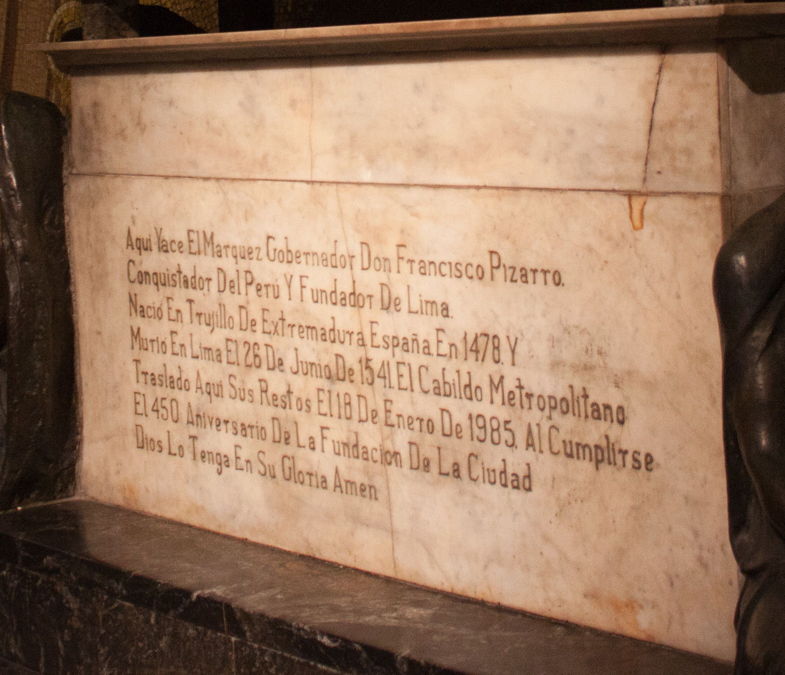 Aqui Yace El Marquez Gobernador Don Francisco Pizarro.
Conquistador Del Perú Y Fundador De Lima.
Nació En Trujillo De Extremadura España En 1478. Y
Murió En Lima El 26 De Junio De 1541. El Cabildo Metropolitano
Traslado Aqui Sus Restos El 18 De Enero De 1985. Al Cumplirse
El 450 Aniversario De La Fundacion De La Ciudad
Dios Lo Tenga En Su Gloria Amen